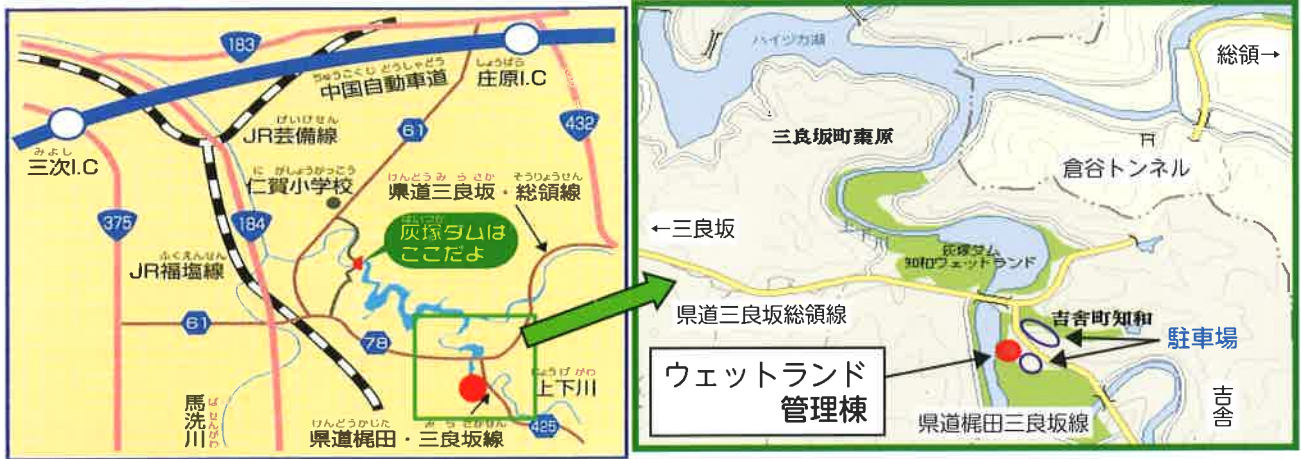 183
ちゅうごくじどうしゃどう
中国自動車道
しょうばら
庄原I.C
432
61
げいびせん
JR芸備線
みよし
三次I.C
にがしょうがっこう
仁賀小学校
けんどうみらさか・そうりょうせん
県道三良坂・総領線
375
184
はいづか
灰塚ダムは
ここだよ
ふくえんせん
JR福塩線
61
78
じょうげがわ
上下川
ばせんがわ
馬洗川
けんどうかじた・みらさかせん
県道梶田・三良坂線
425
ハイヅカ湖
総領→
三良坂町棗原
倉谷トンネル
←三良坂
灰塚ダム
知和ウェットランド
県道三良坂総領線
吉舎町知和
駐車場
ウェットランド
管理棟
県道梶田三良坂線
吉舎